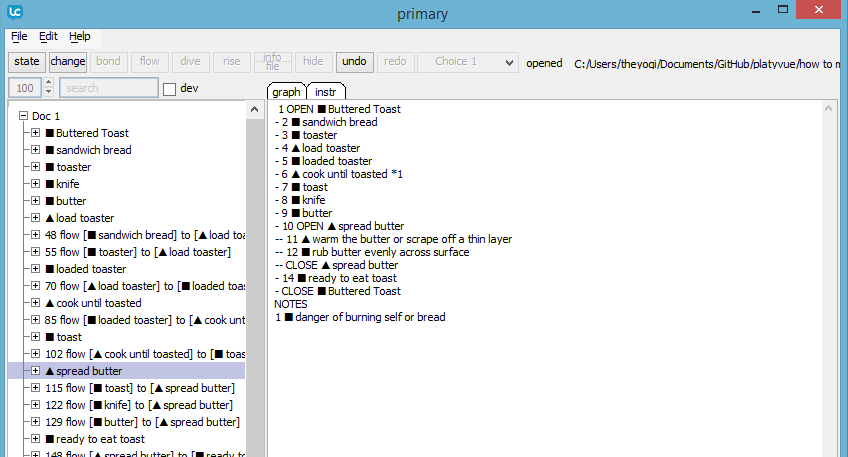 LC
primary
File Edit Help
state change bond flow dive rise info file hide undo redo Choice 1 opened C:/Users/theyoqi/Documents/GitHub/platyvue/how to m
100 search dev
graph instr
Doc 1
■ Buttered Toast
■ sandwich bread
■ toaster
■ knife
■ butter
▲ load toaster
48 flow [■ sandwich bread] to [▲ load toa
55 flow [■ toaster] to [▲ load toaster]
■ loaded toaster
70 flow [▲ load toaster] to [■ loaded toas
▲ cook until toasted
85 flow [■ loaded toaster] to [▲ cook unt
■ toast
102 flow [▲ cook until toasted] to [■ toas
▲ spread butter
115 flow [■ toast] to [▲ spread butter]
122 flow [■ knife] to [▲ spread butter]
129 flow [■ butter] to [▲ spread butter]
■ ready to eat toast
148 flow [▲ spread butter] to [■ ready to
1 OPEN ■ Buttered Toast
- 2 ■ sandwich bread
- 3 ■ toaster
- 4 ▲ load toaster
- 5 ■ loaded toaster
- 6 ▲ cook until toasted *1
- 7 ■ toast
- 8 ■ knife
- 9 ■ butter
- 10 OPEN ▲ spread butter
-- 11 ▲ warm the butter or scrape off a thin layer
-- 12 ■ rub butter evenly across surface
-- CLOSE ▲ spread butter
- 14 ■ ready to eat toast
- CLOSE ■ Buttered Toast
NOTES
1 ■ danger of burning self or bread